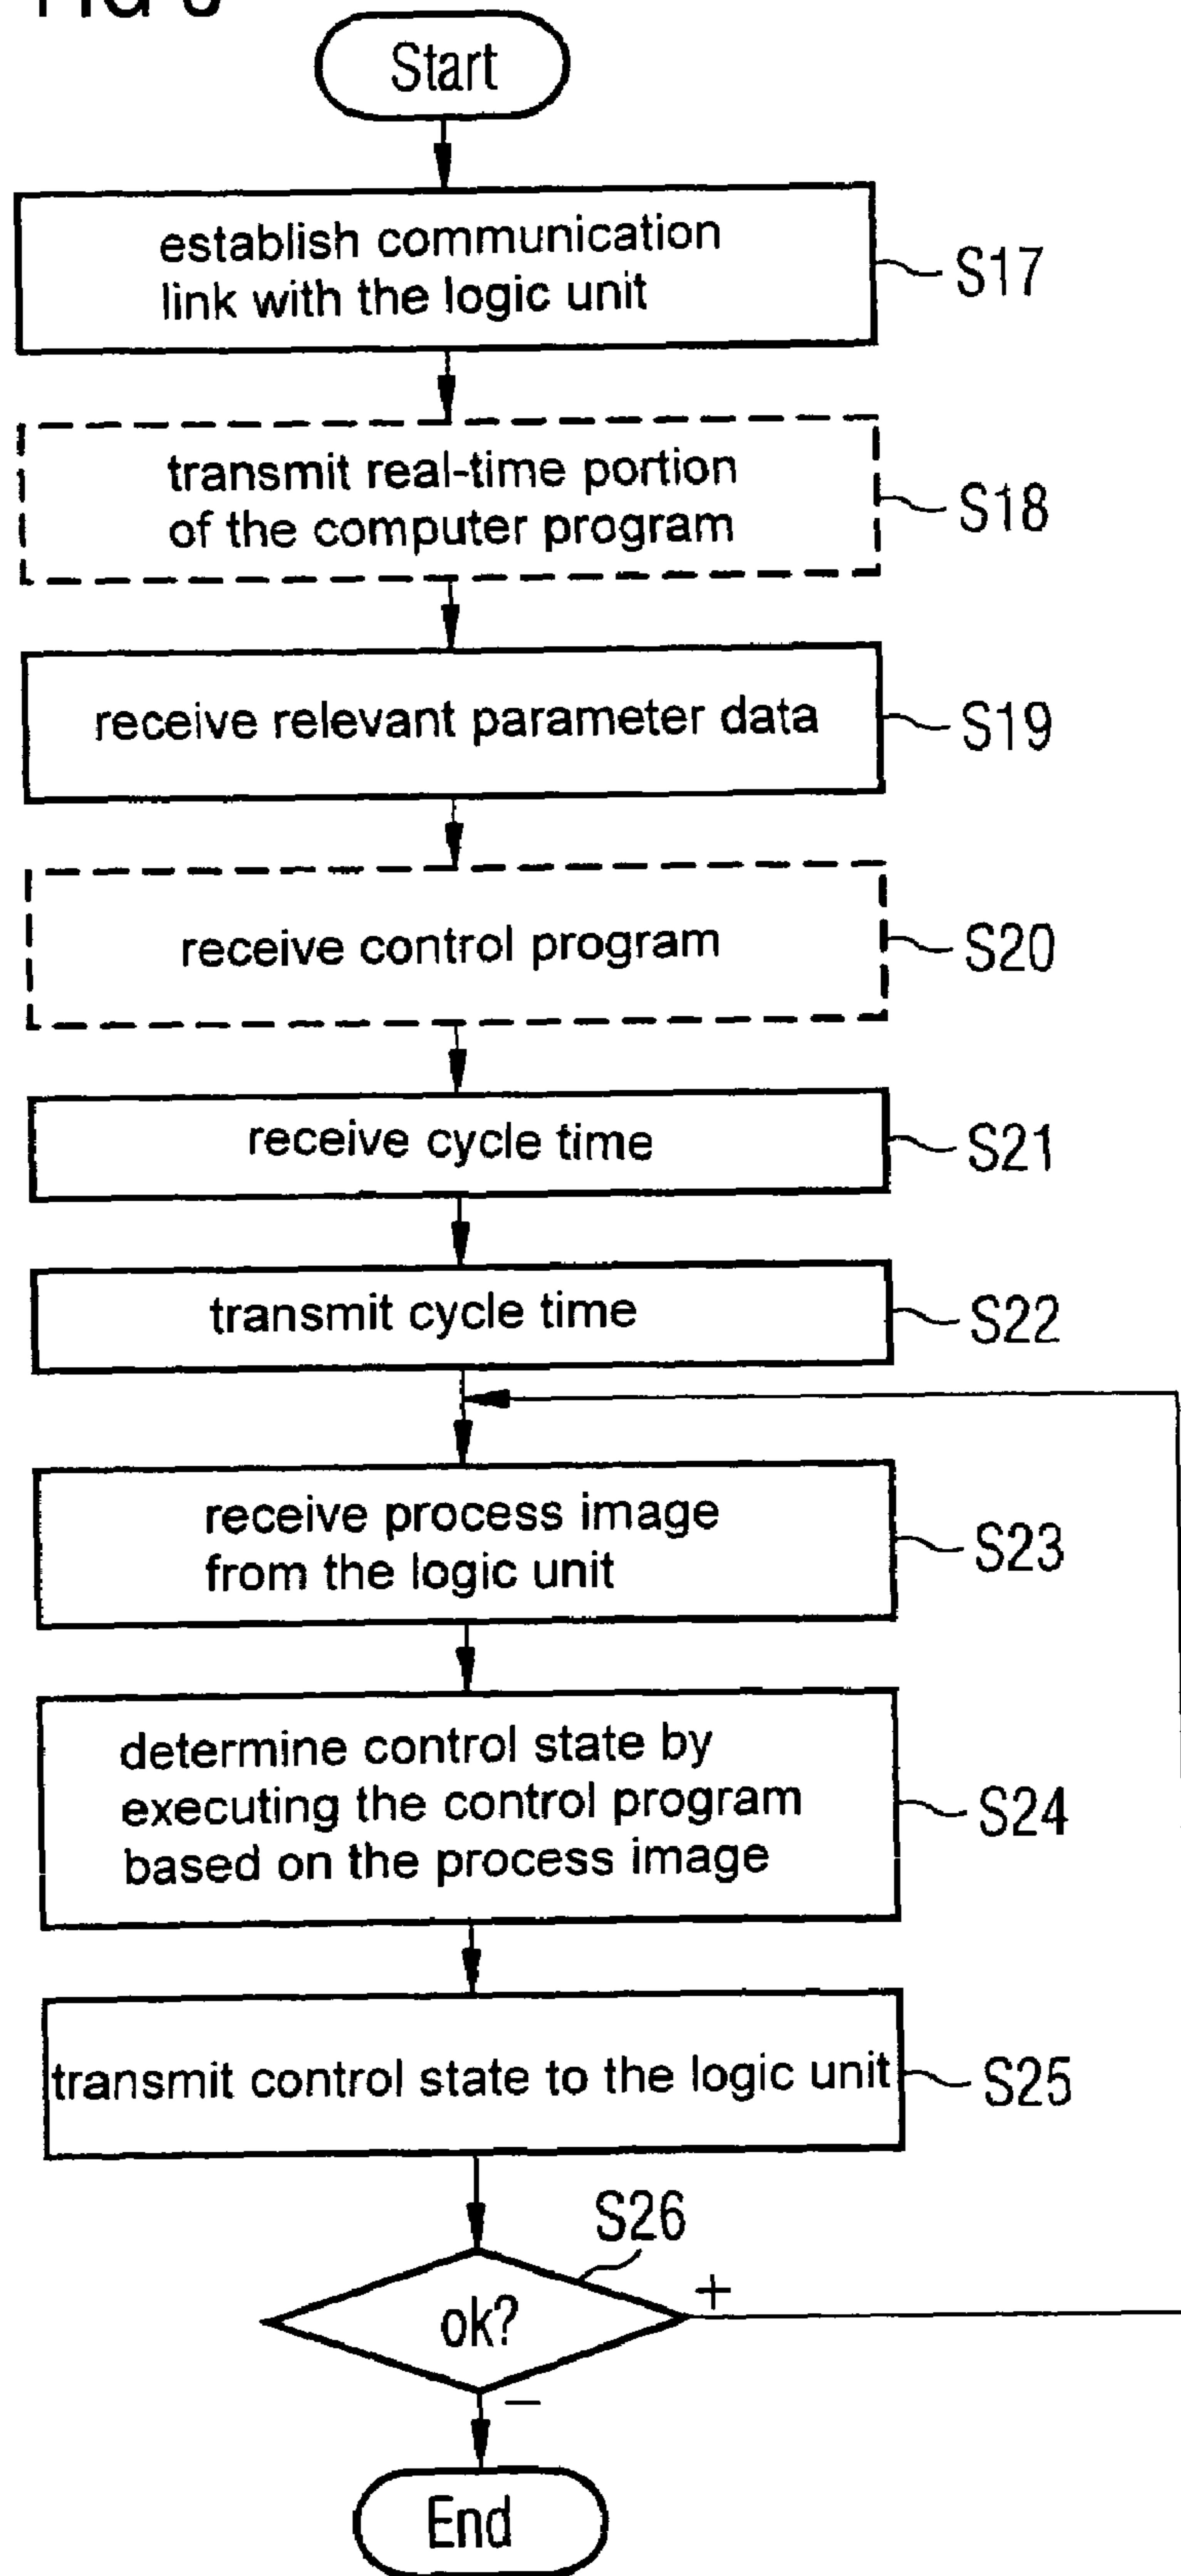 Start
establish communication
link with the logic unit
S17
transmit real-time portion
of the computer program
S18
receive relevant parameter data
S19
receive control program
S20
receive cycle time
S21
transmit cycle time
S22
receive process image
from the logic unit
S23
determine control state by
executing the control program
based on the process image
S24
transmit control state to the logic unit
S25
S26
ok?
+
−
End